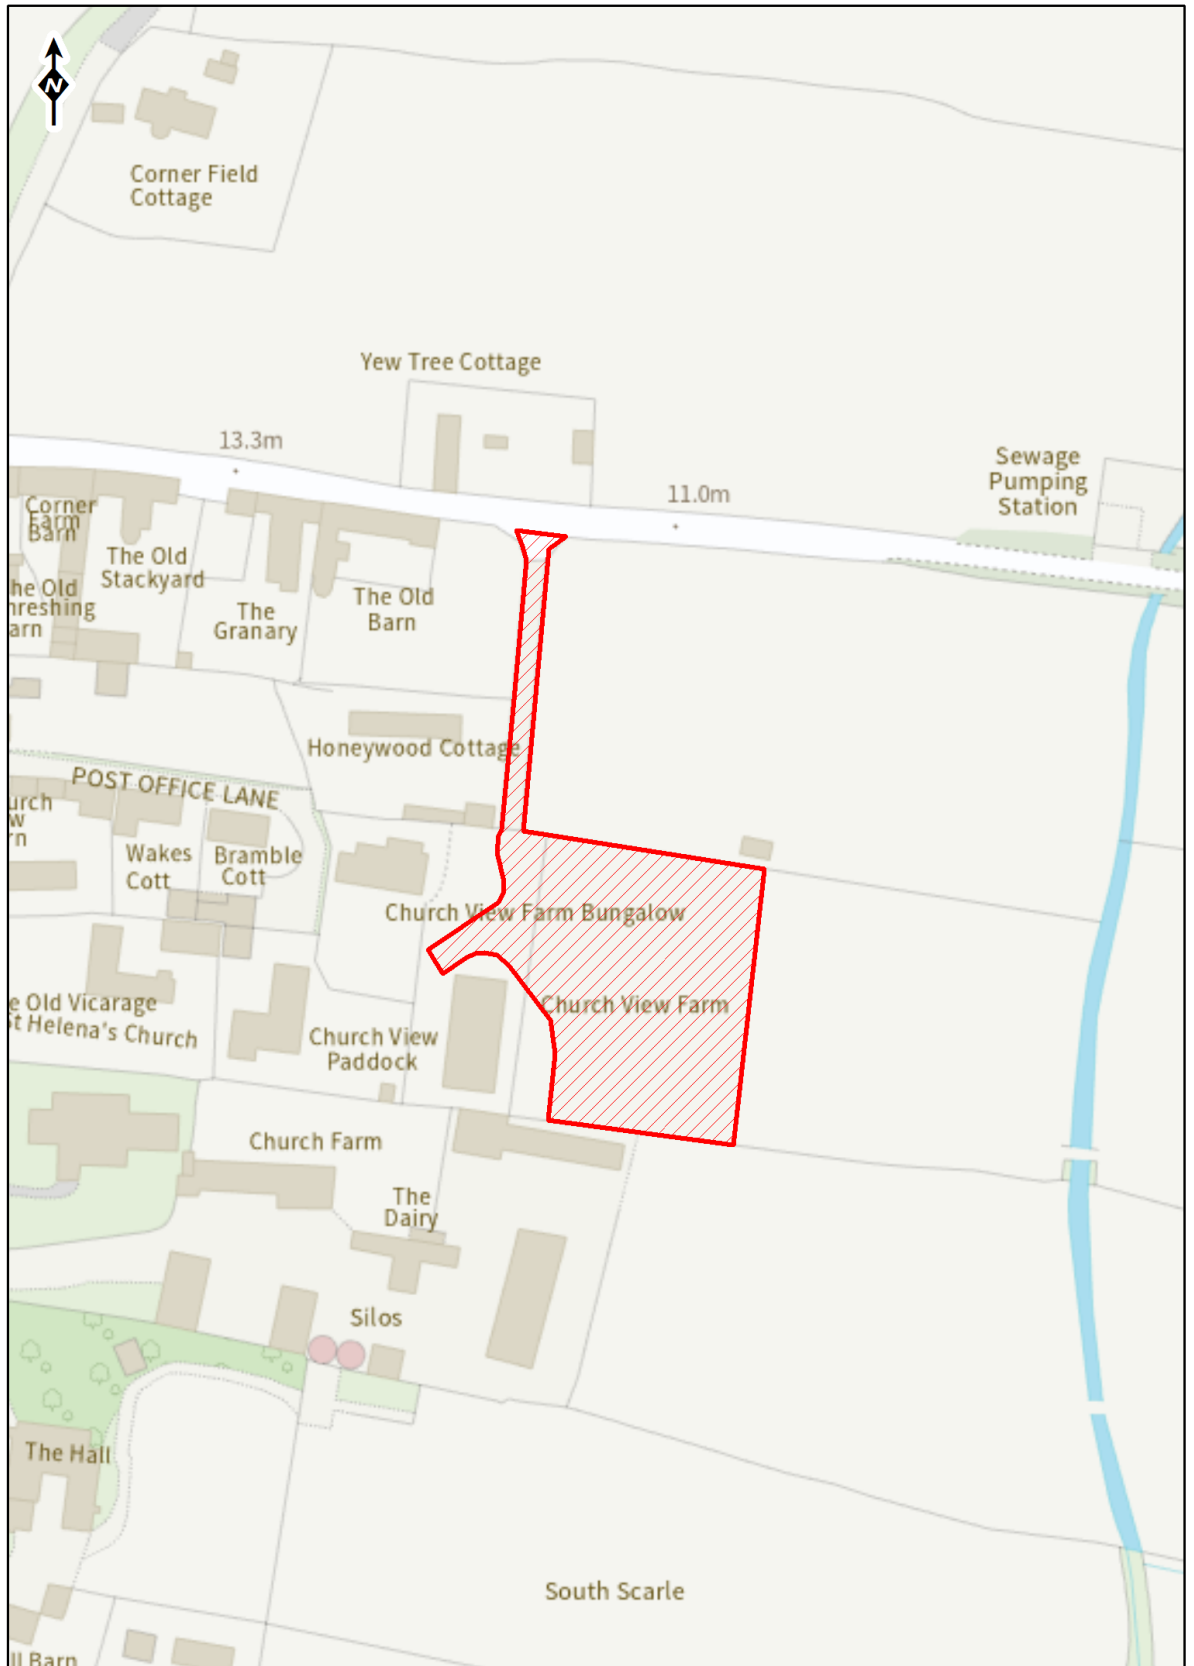 N
Corner Field
Cottage
Yew Tree Cottage
13.3m
11.0m
Sewage
Pumping
Station
Corner
Barn
Farm
The Old
Stackyard
The
Granary
The Old
Barn
he Old
hreshing
arn
Honeywood Cottage
POST OFFICE LANE
urch
w
rn
Wakes
Cott
Bramble
Cott
Church View Farm Bungalow
Church View Farm
e Old Vicarage
st Helena's Church
Church View
Paddock
Church Farm
The
Dairy
Silos
The Hall
South Scarle
ll Barn